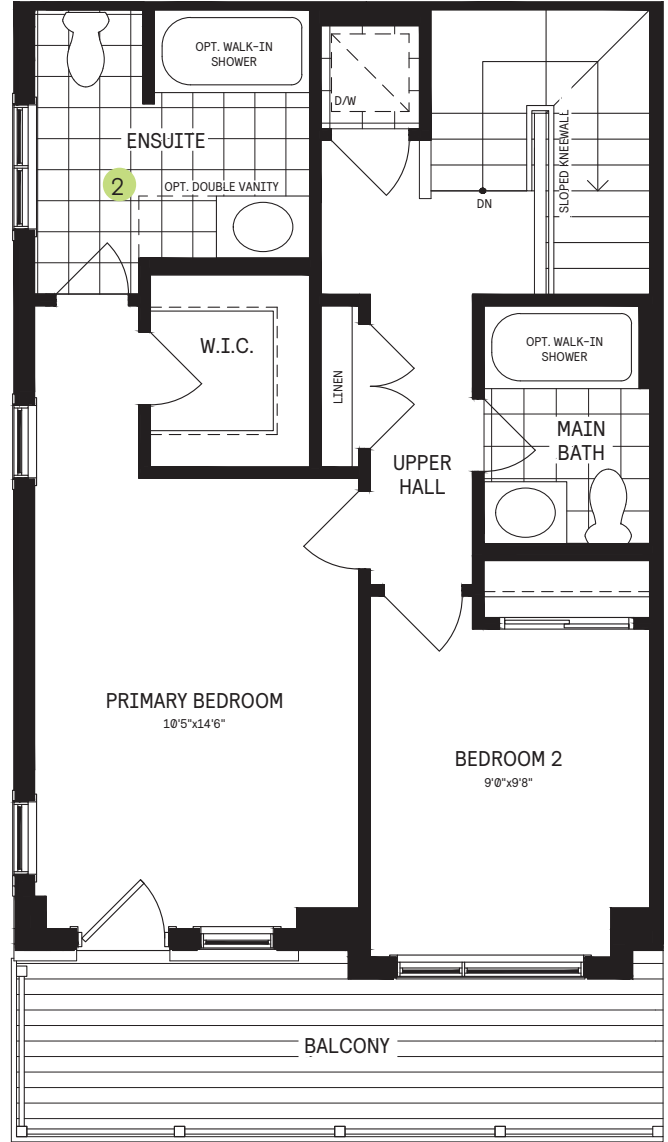 OPT. WALK-IN
SHOWER
ENSUITE
2
OPT. DOUBLE VANITY
D/W
SLOPED KNEEWALL
DN
W.I.C.
LINEN
OPT. WALK-IN
SHOWER
MAIN
BATH
UPPER
HALL
PRIMARY BEDROOM
10'5"x14'6"
BEDROOM 2
9'0"x9'8"
BALCONY